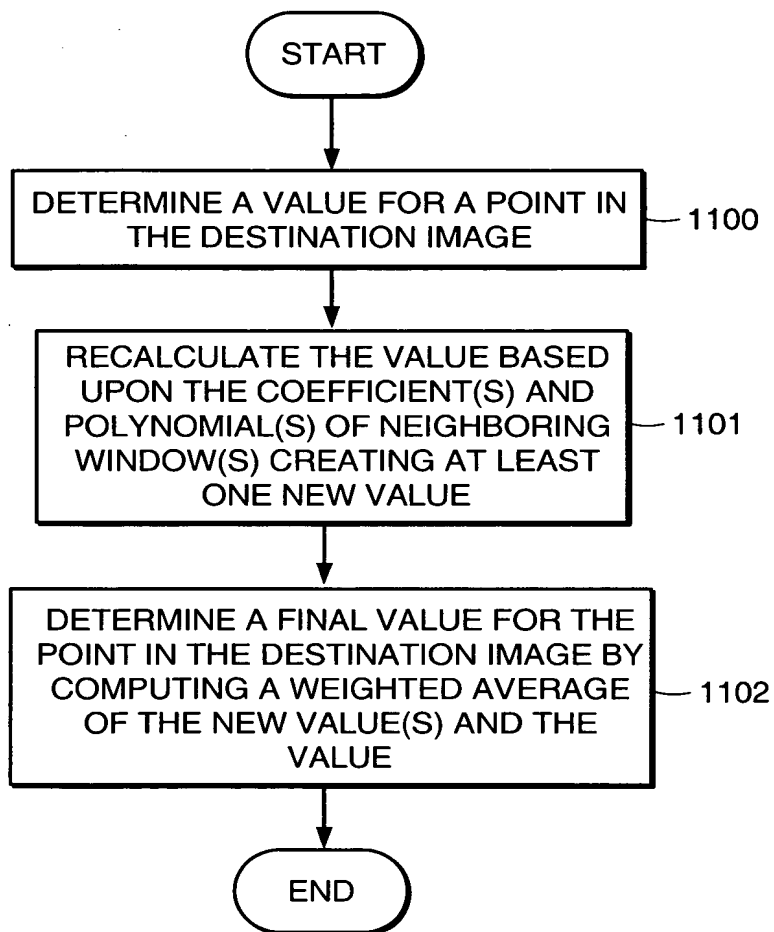 START
DETERMINE A VALUE FOR A POINT IN
THE DESTINATION IMAGE
1100
RECALCULATE THE VALUE BASED
UPON THE COEFFICIENT(S) AND
POLYNOMIAL(S) OF NEIGHBORING
WINDOW(S) CREATING AT LEAST
ONE NEW VALUE
1101
DETERMINE A FINAL VALUE FOR THE
POINT IN THE DESTINATION IMAGE BY
COMPUTING A WEIGHTED AVERAGE
OF THE NEW VALUE(S) AND THE
VALUE
1102
END